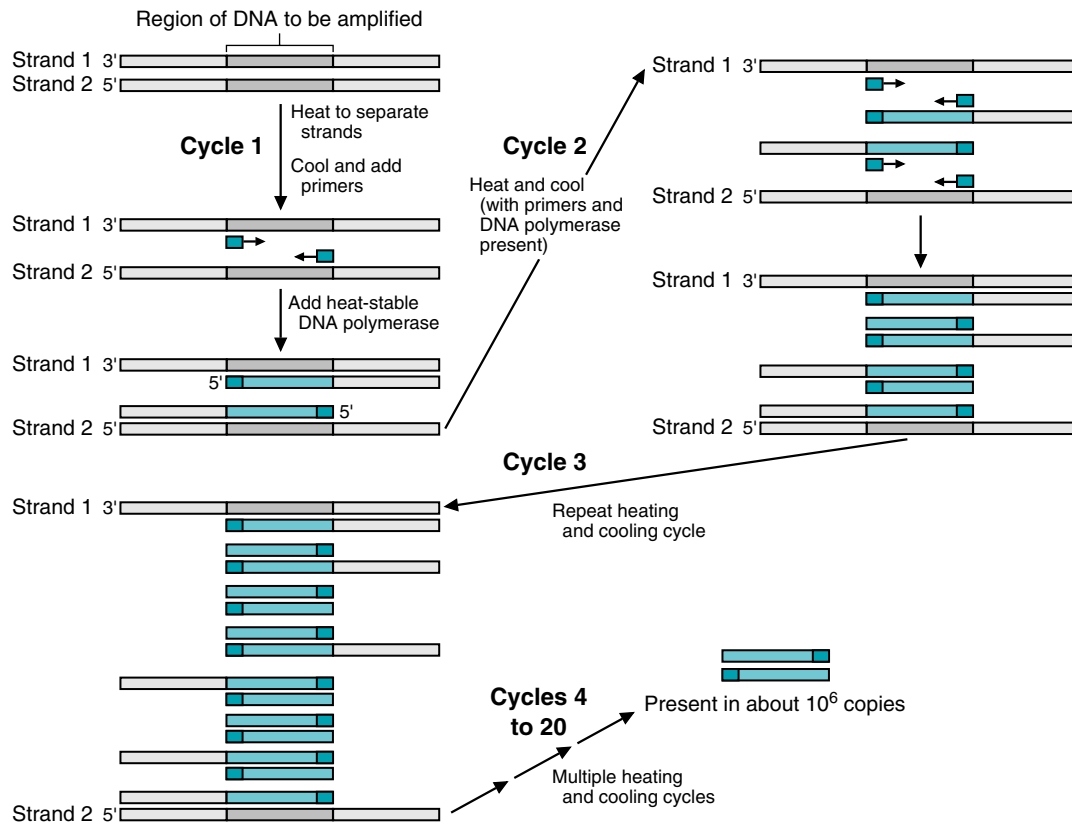 Region of DNA to be amplified
Strand 1 3'
Strand 2 5'
Heat to separate
strands
Cycle 1
Cool and add
primers
Strand 1 3'
Strand 2 5'
Add heat-stable
DNA polymerase
Strand 1 3'
5'
5'
Strand 2 5'
Cycle 2
Heat and cool
(with primers and
DNA polymerase
present)
Strand 1 3'
Strand 2 5'
Strand 1 3'
Strand 2 5'
Cycle 3
Repeat heating
and cooling cycle
Strand 1 3'
Strand 2 5'
Cycles 4
to 20
Multiple heating
and cooling cycles
Present in about 10⁶ copies